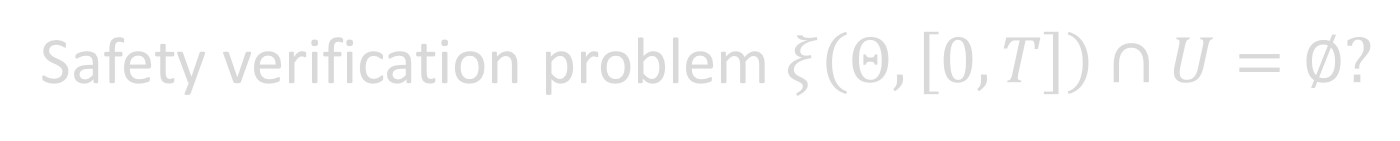 Safety verification problem ξ(Θ, [0, T]) ∩ U = ∅?